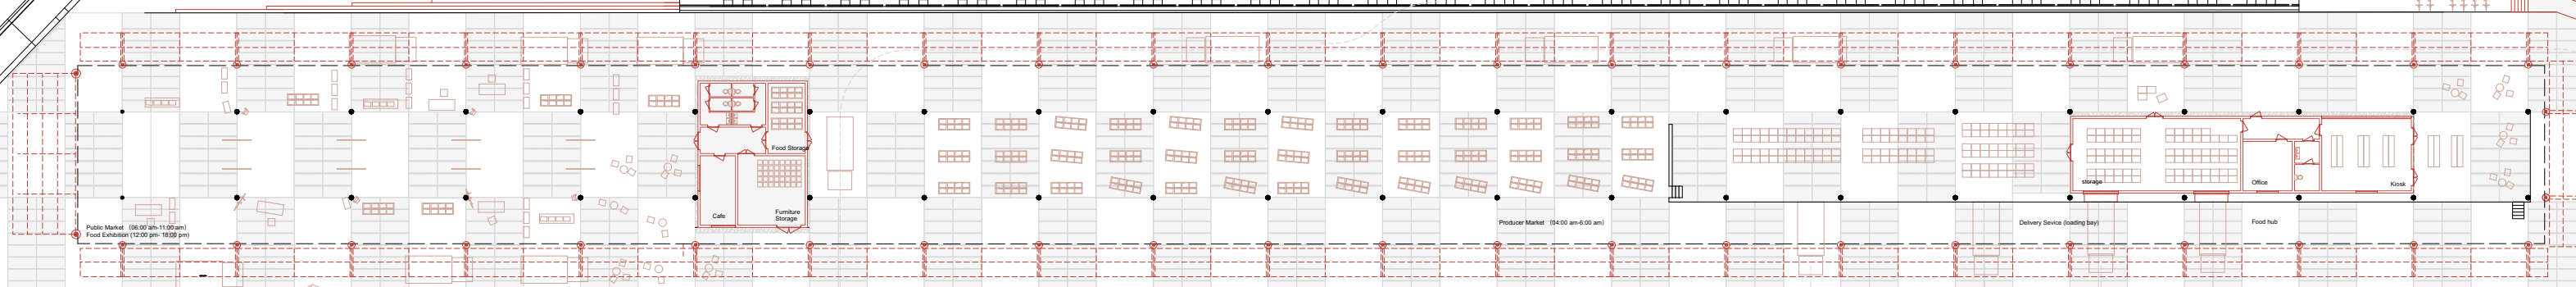 Food Storage
Cafe
Furniture
Storage
Public Market （06:00 am-11:00 am）
Food Exhibition (12:00 pm- 18:00 pm)
Producer Market （04:00 am-6:00 am）
Delivery Sevice (loading bay)
Food hub
storage
Office
Kiosk